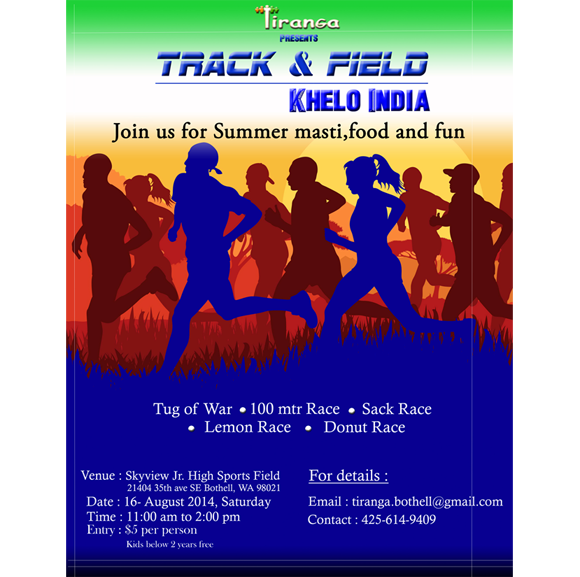 Tiranga
PRESENTS
TRACK & FIELD
KHELO INDIA
Join us for Summer masti,food and fun
Tug of War • 100 mtr Race • Sack Race
• Lemon Race • Donut Race
Venue : Skyview Jr. High Sports Field
21404 35th ave SE Bothell, WA 98021
Date : 16- August 2014, Saturday
Time : 11:00 am to 2:00 pm
Entry : $5 per person
Kids below 2 years free
For details :
Email : tiranga.bothell@gmail.com
Contact : 425-614-9409